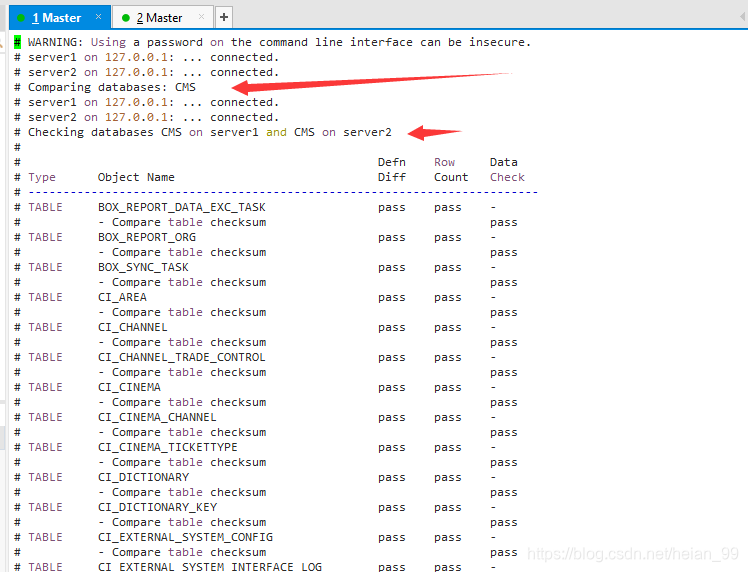 1 Master × 2 Master × +
# WARNING: Using a password on the command line interface can be insecure.
# server1 on 127.0.0.1: ... connected.
# server2 on 127.0.0.1: ... connected.
# Comparing databases: CMS
# server1 on 127.0.0.1: ... connected.
# server2 on 127.0.0.1: ... connected.
# Checking databases CMS on server1 and CMS on server2
#
# Defn Row Data
# Type Object Name Diff Count Check
# -------------------------------------------------------------------------
# TABLE BOX_REPORT_DATA_EXC_TASK pass pass -
# - Compare table checksum pass
# TABLE BOX_REPORT_ORG pass pass -
# - Compare table checksum pass
# TABLE BOX_SYNC_TASK pass pass -
# - Compare table checksum pass
# TABLE CI_AREA pass pass -
# - Compare table checksum pass
# TABLE CI_CHANNEL pass pass -
# - Compare table checksum pass
# TABLE CI_CHANNEL_TRADE_CONTROL pass pass -
# - Compare table checksum pass
# TABLE CI_CINEMA pass pass -
# - Compare table checksum pass
# TABLE CI_CINEMA_CHANNEL pass pass -
# - Compare table checksum pass
# TABLE CI_CINEMA_TICKETTYPE pass pass -
# - Compare table checksum pass
# TABLE CI_DICTIONARY pass pass -
# - Compare table checksum pass
# TABLE CI_DICTIONARY_KEY pass pass -
# - Compare table checksum pass
# TABLE CI_EXTERNAL_SYSTEM_CONFIG pass pass -
# - Compare table checksum pass
# TABLE CI_EXTERNAL_SYSTEM_INTERFACE_LOG pass pass -
https://blog.csdn.net/heian_99